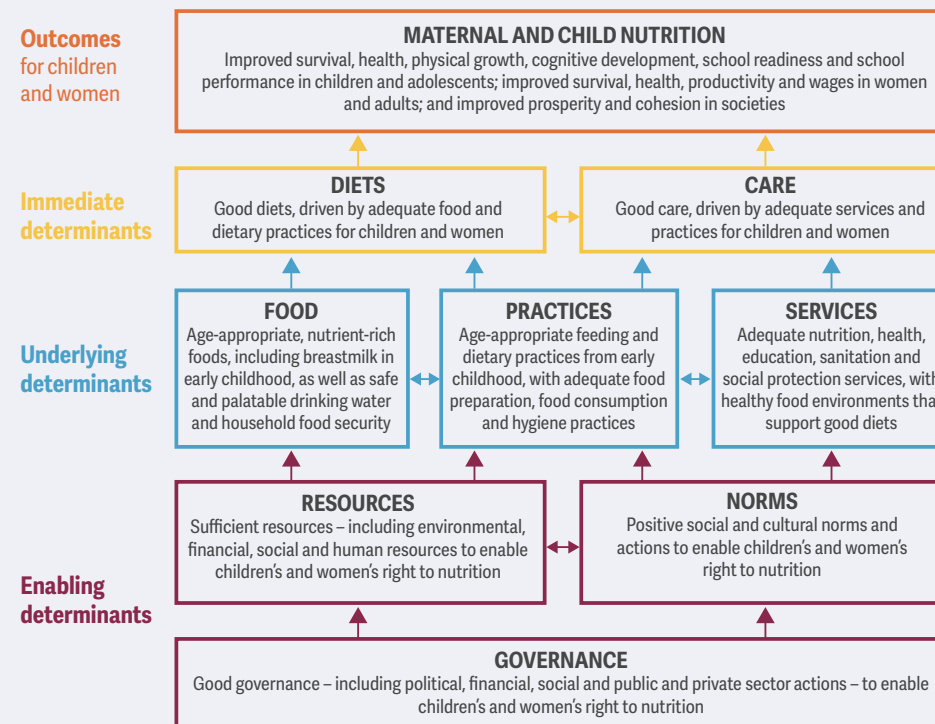 Outcomes
for children
and women
MATERNAL AND CHILD NUTRITION
Improved survival, health, physical growth, cognitive development, school readiness and school
performance in children and adolescents; improved survival, health, productivity and wages in women
and adults; and improved prosperity and cohesion in societies
Immediate
determinants
DIETS
Good diets, driven by adequate food and
dietary practices for children and women
CARE
Good care, driven by adequate services and
practices for children and women
Underlying
determinants
FOOD
Age-appropriate, nutrient-rich
foods, including breastmilk in
early childhood, as well as safe
and palatable drinking water
and household food security
PRACTICES
Age-appropriate feeding and
dietary practices from early
childhood, with adequate food
preparation, food consumption
and hygiene practices
SERVICES
Adequate nutrition, health,
education, sanitation and
social protection services, with
healthy food environments tha
support good diets
Enabling
determinants
RESOURCES
Sufficient resources – including environmental,
financial, social and human resources to enable
children’s and women’s right to nutrition
NORMS
Positive social and cultural norms and
actions to enable children’s and women’s
right to nutrition
GOVERNANCE
Good governance – including political, financial, social and public and private sector actions – to enable
children’s and women’s right to nutrition